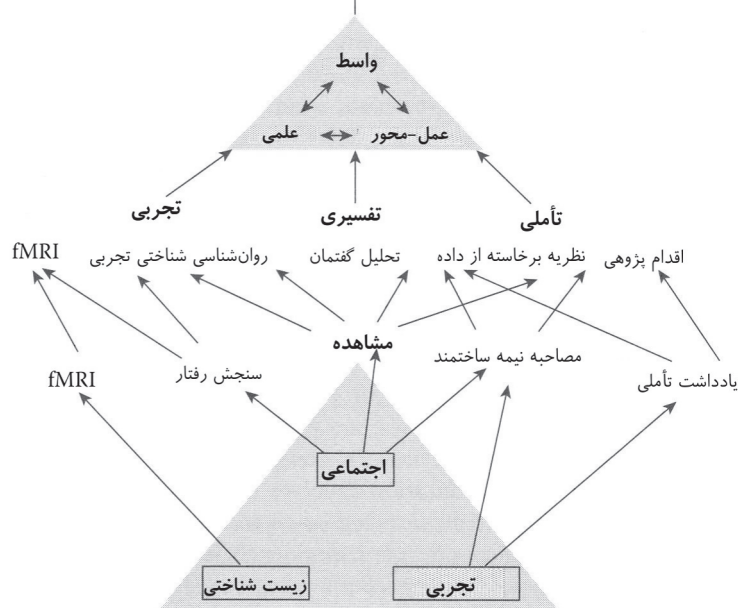 واسط
علمی
عمل-محور
تجربی
تفسیری
تأملی
fMRI
روان‌شناسی شناختی تجربی
تحلیل گفتمان
نظریه برخاسته از داده
اقدام پژوهی
مشاهده
fMRI
سنجش رفتار
مصاحبه نیمه ساختمند
یادداشت تأملی
اجتماعی
زیست شناختی
تجربی